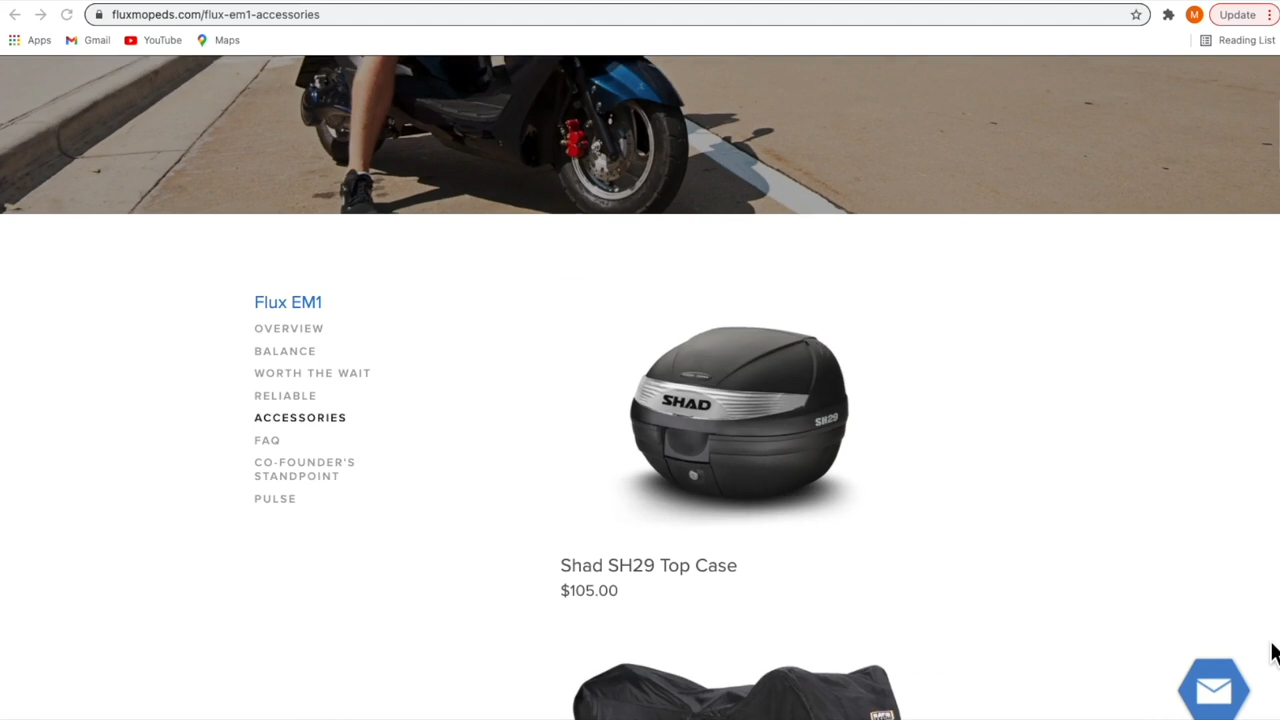 fluxmopeds.com/flux-em1-accessories
M
Update
Apps
Gmail
YouTube
Maps
Reading List
Flux EM1
OVERVIEW
BALANCE
WORTH THE WAIT
RELIABLE
ACCESSORIES
FAQ
CO-FOUNDER'S
STANDPOINT
PULSE
SHAD
SH29
Shad SH29 Top Case
$105.00